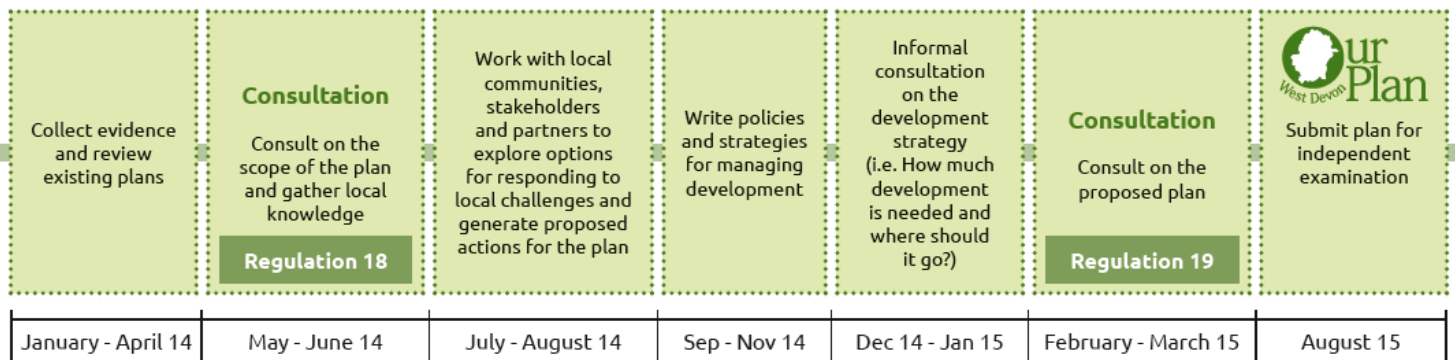 Collect evidence
and review
existing plans
Consultation
Consult on the
scope of the plan
and gather local
knowledge
Regulation 18
Work with local
communities,
stakeholders
and partners to
explore options
for responding to
local challenges and
generate proposed
actions for the plan
Write policies
and strategies
for managing
development
Informal
consultation
on the
development
strategy
(i.e. How much
development
is needed and
where should
it go?)
Consultation
Consult on the
proposed plan
Regulation 19
Our
Plan
West Devon
Submit plan for
independent
examination
January - April 14
May - June 14
July - August 14
Sep - Nov 14
Dec 14 - Jan 15
February - March 15
August 15